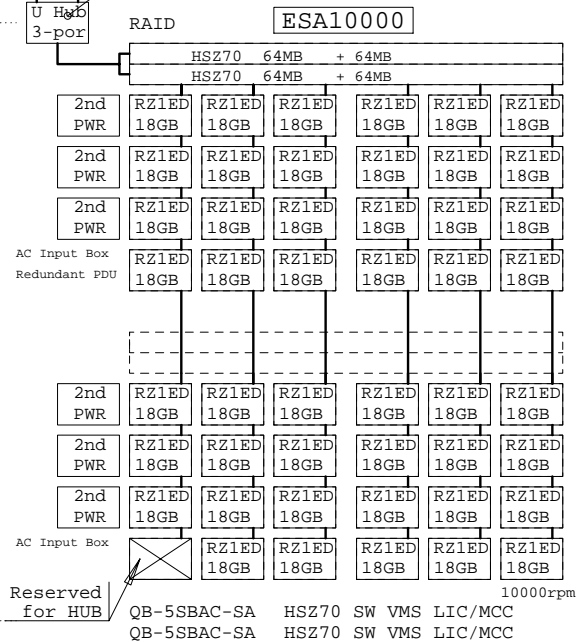 U Hub
3-por
RAID ESA10000
HSZ70 64MB + 64MB
HSZ70 64MB + 64MB
2nd PWR RZ1ED 18GB RZ1ED 18GB RZ1ED 18GB RZ1ED 18GB RZ1ED 18GB RZ1ED 18GB
2nd PWR RZ1ED 18GB RZ1ED 18GB RZ1ED 18GB RZ1ED 18GB RZ1ED 18GB RZ1ED 18GB
2nd PWR RZ1ED 18GB RZ1ED 18GB RZ1ED 18GB RZ1ED 18GB RZ1ED 18GB RZ1ED 18GB
AC Input Box
Redundant PDU
RZ1ED 18GB RZ1ED 18GB RZ1ED 18GB RZ1ED 18GB RZ1ED 18GB RZ1ED 18GB
2nd PWR RZ1ED 18GB RZ1ED 18GB RZ1ED 18GB RZ1ED 18GB RZ1ED 18GB RZ1ED 18GB
2nd PWR RZ1ED 18GB RZ1ED 18GB RZ1ED 18GB RZ1ED 18GB RZ1ED 18GB RZ1ED 18GB
2nd PWR RZ1ED 18GB RZ1ED 18GB RZ1ED 18GB RZ1ED 18GB RZ1ED 18GB RZ1ED 18GB
AC Input Box
RZ1ED 18GB RZ1ED 18GB RZ1ED 18GB RZ1ED 18GB RZ1ED 18GB
Reserved
for HUB
10000rpm
QB-5SBAC-SA HSZ70 SW VMS LIC/MCC
QB-5SBAC-SA HSZ70 SW VMS LIC/MCC